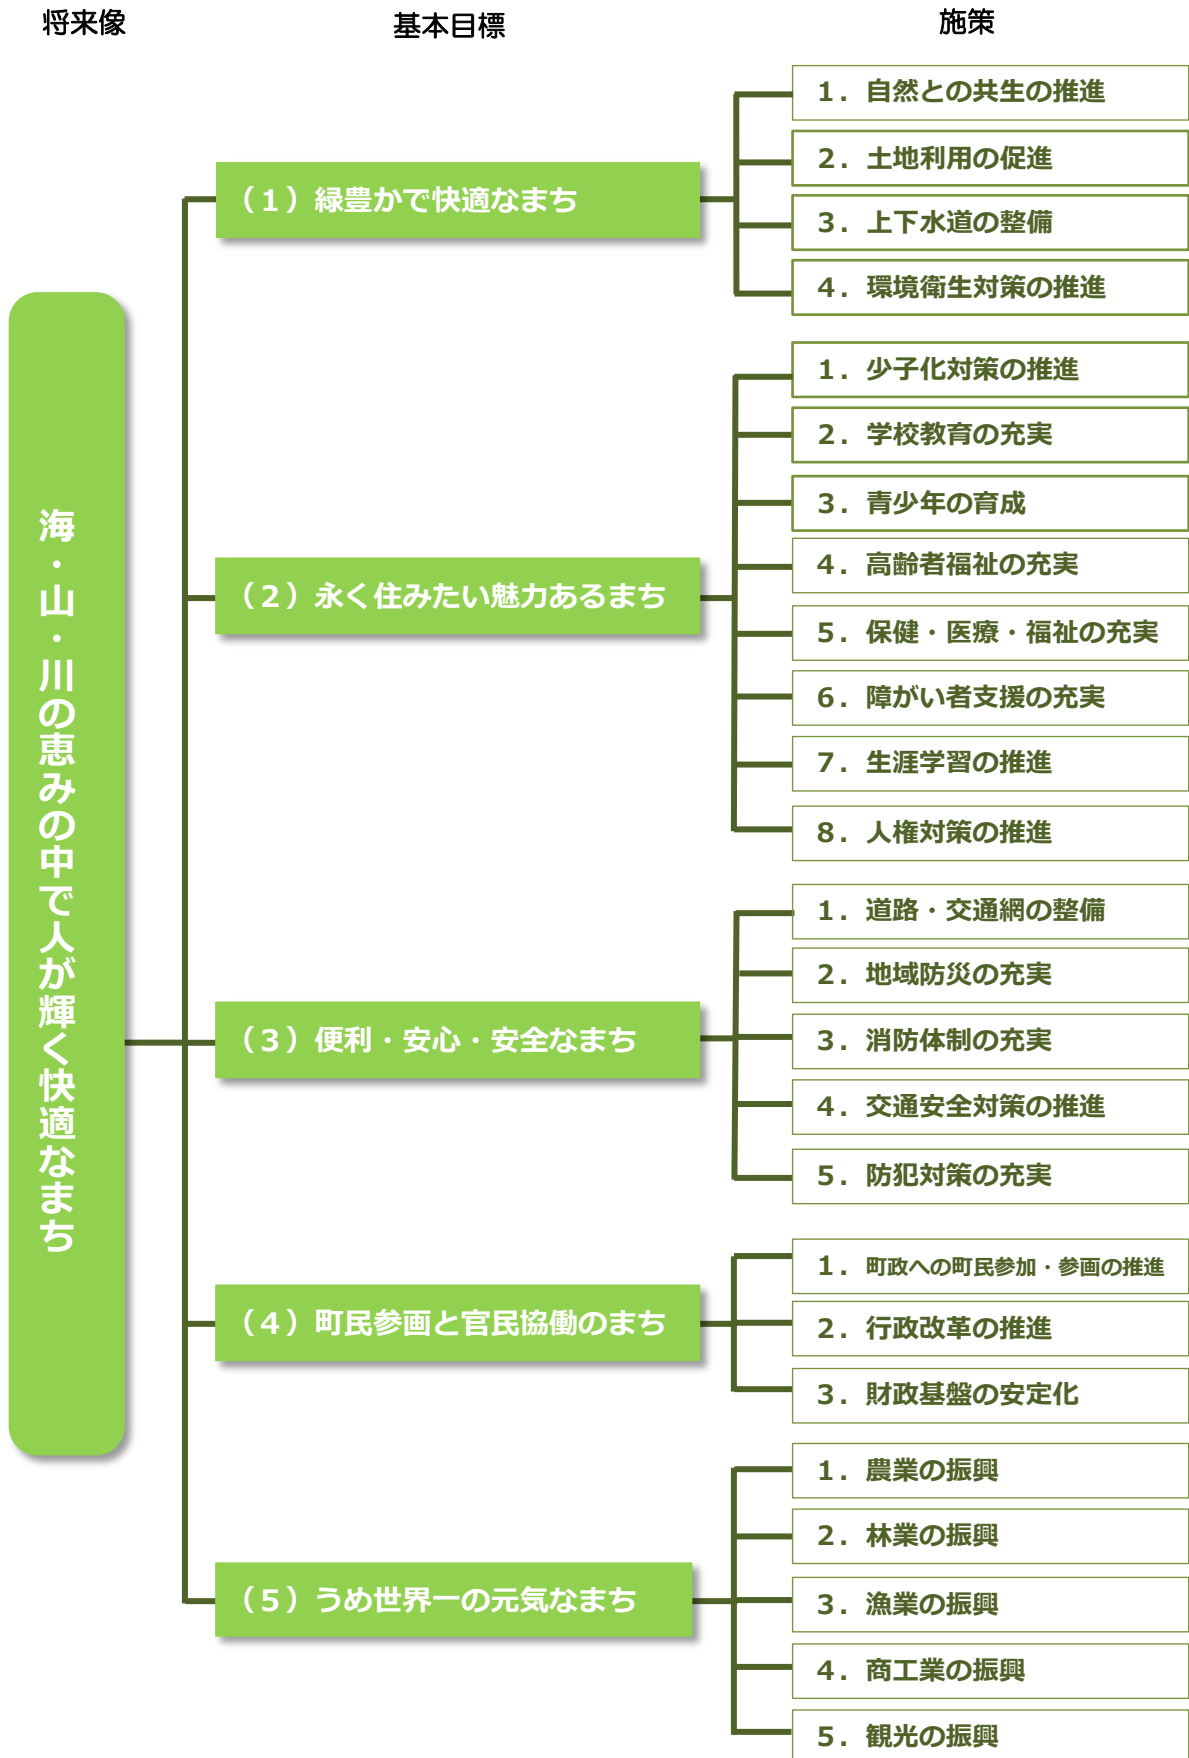 将来像
基本目標
施策
海・山・川の恵みの中で人が輝く快適なまち
（１）緑豊かで快適なまち
１．自然との共生の推進
２．土地利用の促進
３．上下水道の整備
４．環境衛生対策の推進
（２）永く住みたい魅力あるまち
１．少子化対策の推進
２．学校教育の充実
３．青少年の育成
４．高齢者福祉の充実
５．保健・医療・福祉の充実
６．障がい者支援の充実
７．生涯学習の推進
８．人権対策の推進
（３）便利・安心・安全なまち
１．道路・交通網の整備
２．地域防災の充実
３．消防体制の充実
４．交通安全対策の推進
５．防犯対策の充実
（４）町民参画と官民協働のまち
１．町政への町民参加・参画の推進
２．行政改革の推進
３．財政基盤の安定化
（５）うめ世界一の元気なまち
１．農業の振興
２．林業の振興
３．漁業の振興
４．商工業の振興
５．観光の振興